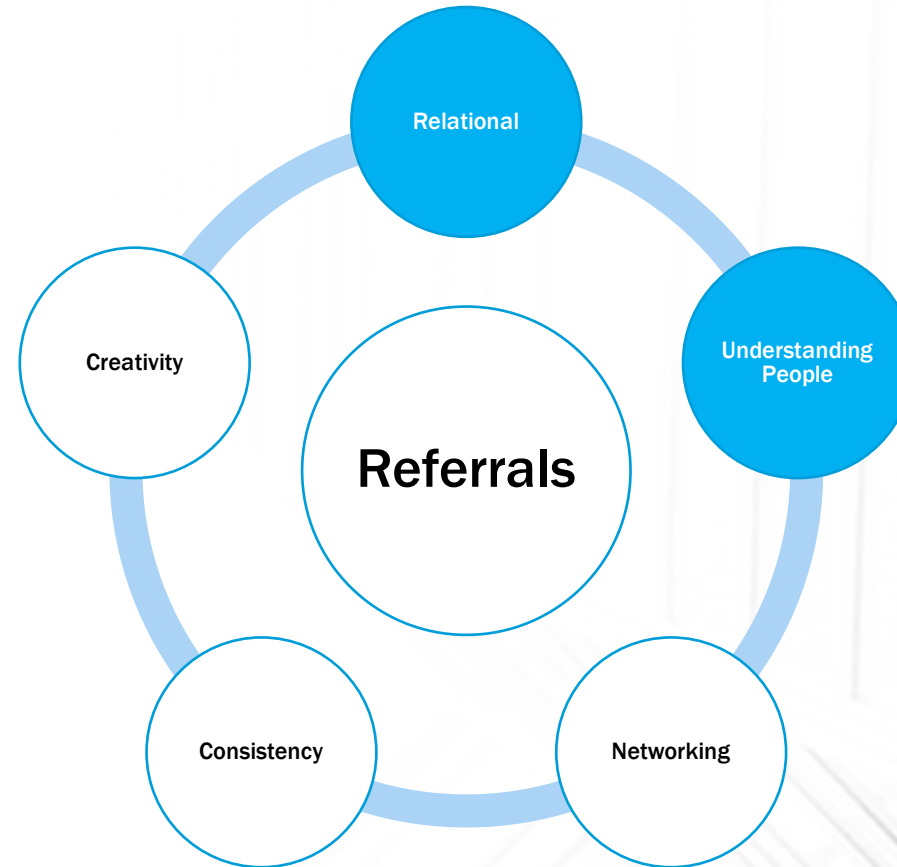 Relational
Understanding
People
Creativity
Referrals
Consistency
Networking